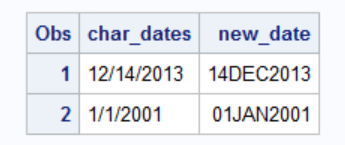 Obs char_dates new_date
1 12/14/2013 14DEC2013
2 1/1/2001 01JAN2001